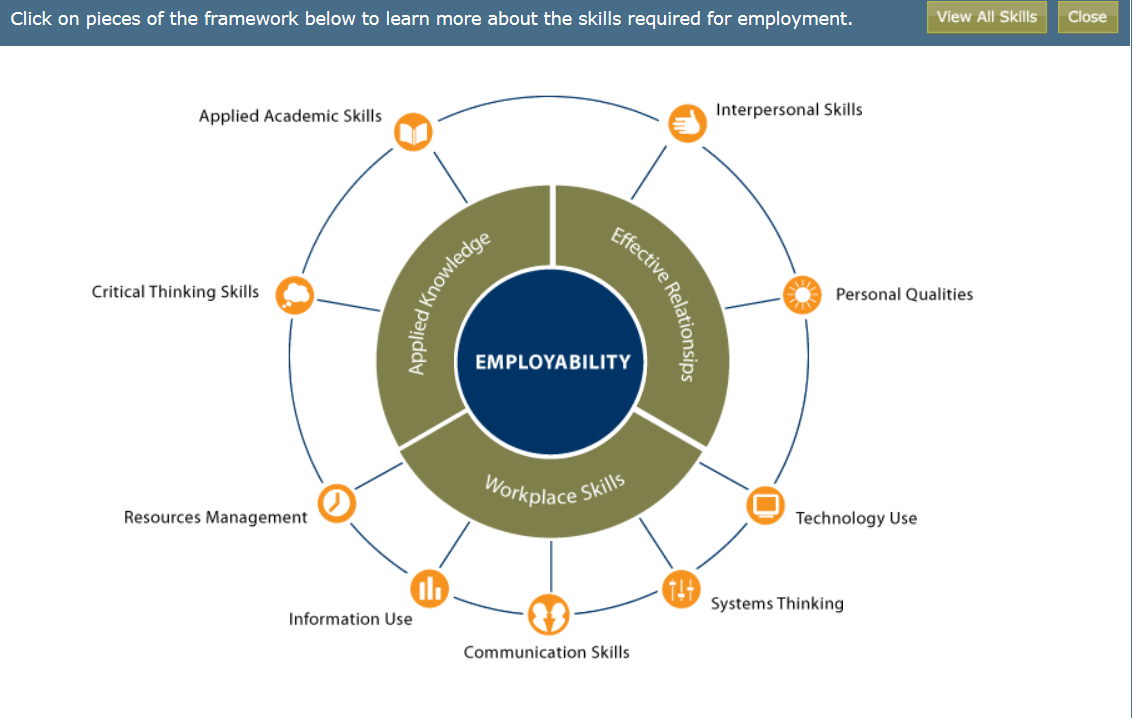 Click on pieces of the framework below to learn more about the skills required for employment.
View All Skills
Close
Applied Academic Skills
Interpersonal Skills
Applied Knowledge
Effective Relationsips
Critical Thinking Skills
Personal Qualities
EMPLOYABILITY
Workplace Skills
Resources Management
Technology Use
Information Use
Systems Thinking
Communication Skills